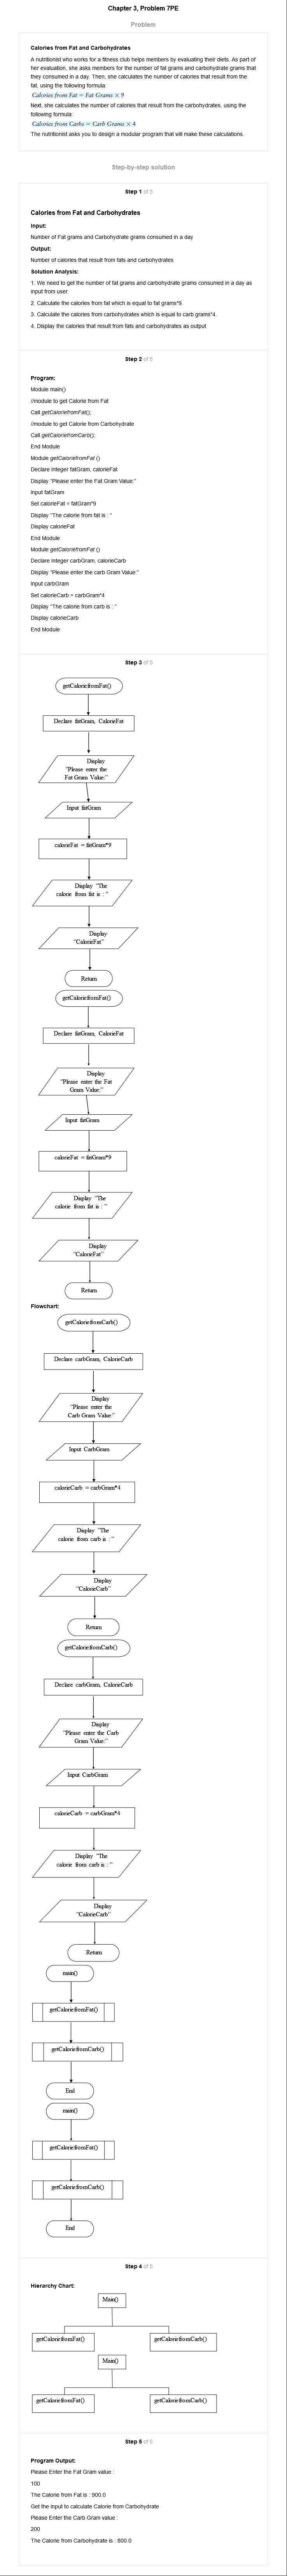 Chapter 3, Problem 7PE
Problem
Calories from Fat and Carbohydrates
A nutritionist who works for a fitness club helps members by evaluating their diets. As part of
her evaluation, she asks members for the number of fat grams and carbohydrate grams that
they consumed in a day. Then, she calculates the number of calories that result from the
fat, using the following formula:
Calories from Fat = Fat Grams × 9
Next, she calculates the number of calories that result from the carbohydrates, using the
following formula:
Calories from Carbs = Carb Grams × 4
The nutritionist asks you to design a modular program that will make these calculations.
Step-by-step solution
Step 1 of 5
Calories from Fat and Carbohydrates
Input:
Number of Fat grams and Carbohydrate grams consumed in a day
Output:
Number of calories that result from fats and carbohydrates
Solution Analysis:
1. We need to get the number of fat grams and carbohydrate grams consumed in a day as
input from user.
2. Calculate the calories from fat which is equal to fat grams*9.
3. Calculate the calories from carbohydrates which is equal to carb grams*4.
4. Display the calories that result from fats and carbohydrates as output
Step 2 of 5
Program:
Module main()
//module to get Calorie from Fat
Call getCaloriefromFat();
//module to get Calorie from Carbohydrate
Call getCaloriefromCarb();
End Module
Module getCaloriefromFat ()
Declare Integer fatGram, calorieFat
Display "Please enter the Fat Gram Value:"
Input fatGram
Set calorieFat = fatGram*9
Display "The calorie from fat is : "
Display calorieFat
End Module
Module getCaloriefromFat ()
Declare Integer carbGram, calorieCarb
Display "Please enter the carb Gram Value:"
Input carbGram
Set calorieCarb = carbGram*4
Display "The calorie from carb is : "
Display calorieCarb
End Module
Step 3 of 5
getCaloriefromFat()
Declare fatGram, CalorieFat
Display
"Please enter the
Fat Gram Value:"
Input fatGram
calorieFat = fatGram*9
Display "The
calorie from fat is : "
Display
"CalorieFat"
Return
getCaloriefromFat()
Declare fatGram, CalorieFat
Display
"Please enter the Fat
Gram Value:"
Input fatGram
calorieFat = fatGram*9
Display "The
calorie from fat is : "
Display
"CalorieFat"
Return
Flowchart:
getCaloriefromCarb()
Declare carbGram, CalorieCarb
Display
"Please enter the
Carb Gram Value:"
Input CarbGram
calorieCarb = carbGram*4
Display "The
calorie from carb is : "
Display
"CalorieCarb"
Return
getCaloriefromCarb()
Declare carbGram, CalorieCarb
Display
"Please enter the Carb
Gram Value:"
Input CarbGram
calorieCarb = carbGram*4
Display "The
calorie from carb is : "
Display
"CalorieCarb"
Return
main()
getCaloriefromFat()
getCaloriefromCarb()
End
main()
getCaloriefromFat()
getCaloriefromCarb()
End
Step 4 of 5
Hierarchy Chart:
Main()
getCaloriefromFat() getCaloriefromCarb()
Main()
getCaloriefromFat() getCaloriefromCarb()
Step 5 of 5
Program Output:
Please Enter the Fat Gram value :
100
The Calorie from Fat is : 900.0
Get the input to calculate Calorie from Carbohydrate
Please Enter the Carb Gram value :
200
The Calorie from Carbohydrate is : 800.0